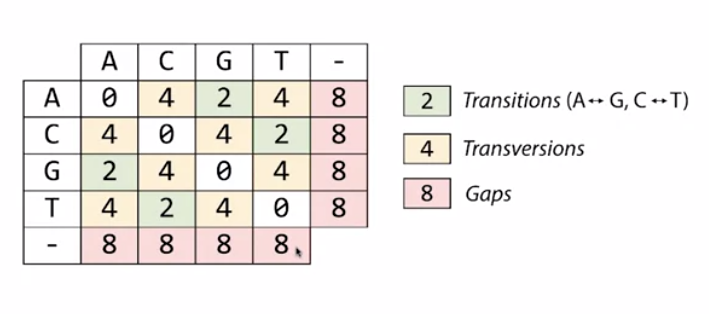 A C G T -
A 0 4 2 4 8
C 4 0 4 2 8
G 2 4 0 4 8
T 4 2 4 0 8
- 8 8 8 8
2 Transitions (A↔G, C↔T)
4 Transversions
8 Gaps